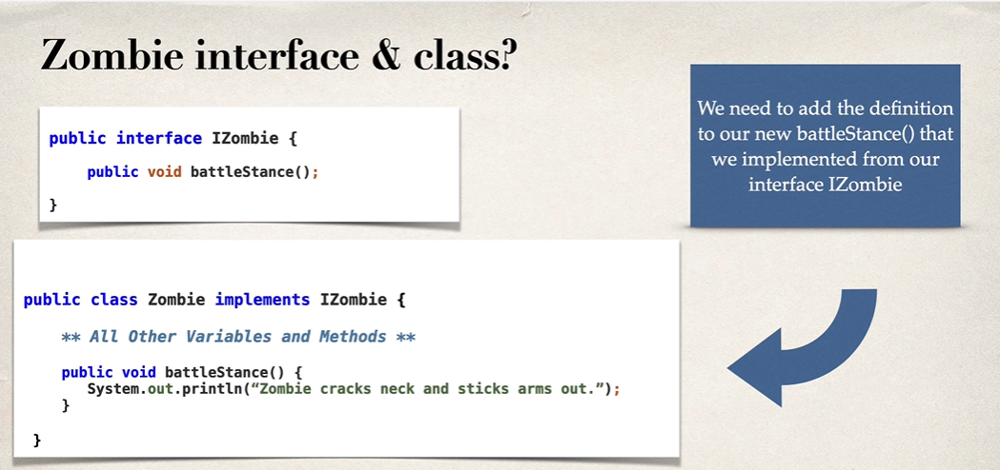 Zombie interface & class?
We need to add the definition
to our new battleStance() that
we implemented from our
interface IZombie
public interface IZombie {
public void battleStance();
}
public class Zombie implements IZombie {
** All Other Variables and Methods **
public void battleStance() {
System.out.println(“Zombie cracks neck and sticks arms out.”);
}
}